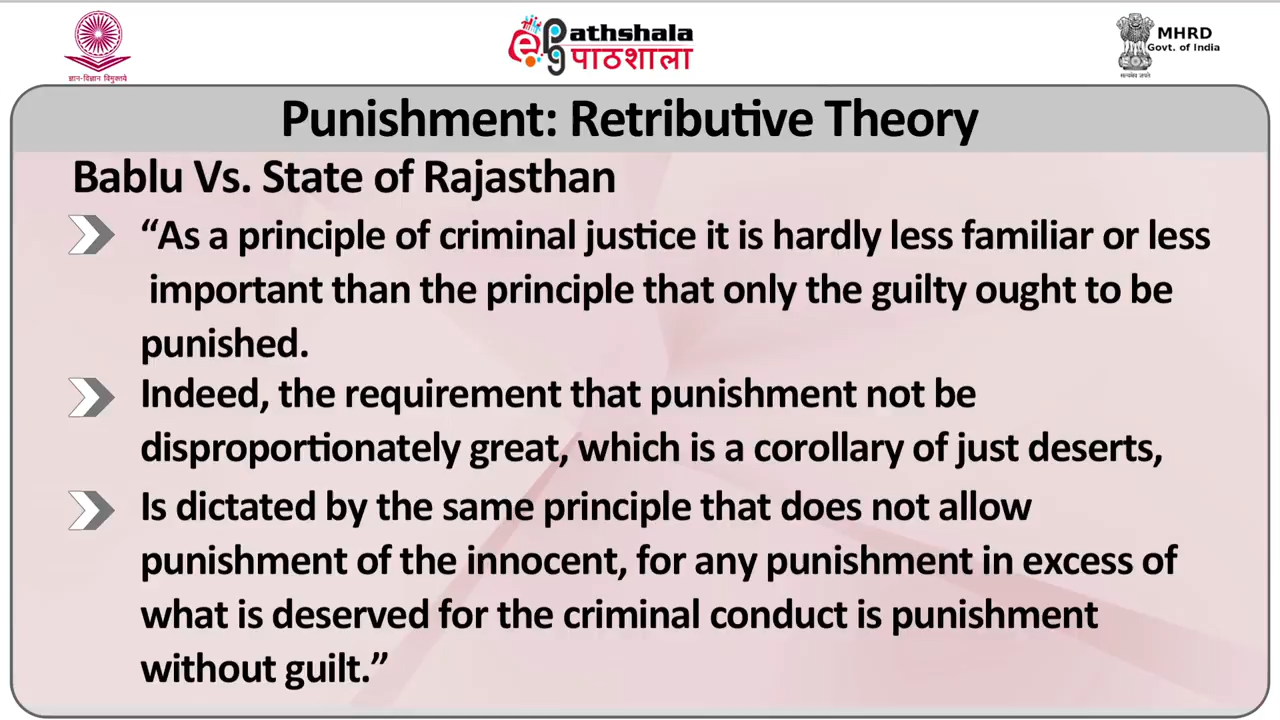 ज्ञान-विज्ञान विमुक्तये
ePathshala
पाठशाला
MHRD
Govt. of India
सत्यमेव जयते
Punishment: Retributive Theory
Bablu Vs. State of Rajasthan
“As a principle of criminal justice it is hardly less familiar or less
important than the principle that only the guilty ought to be
punished.
Indeed, the requirement that punishment not be
disproportionately great, which is a corollary of just deserts,
Is dictated by the same principle that does not allow
punishment of the innocent, for any punishment in excess of
what is deserved for the criminal conduct is punishment
without guilt.”